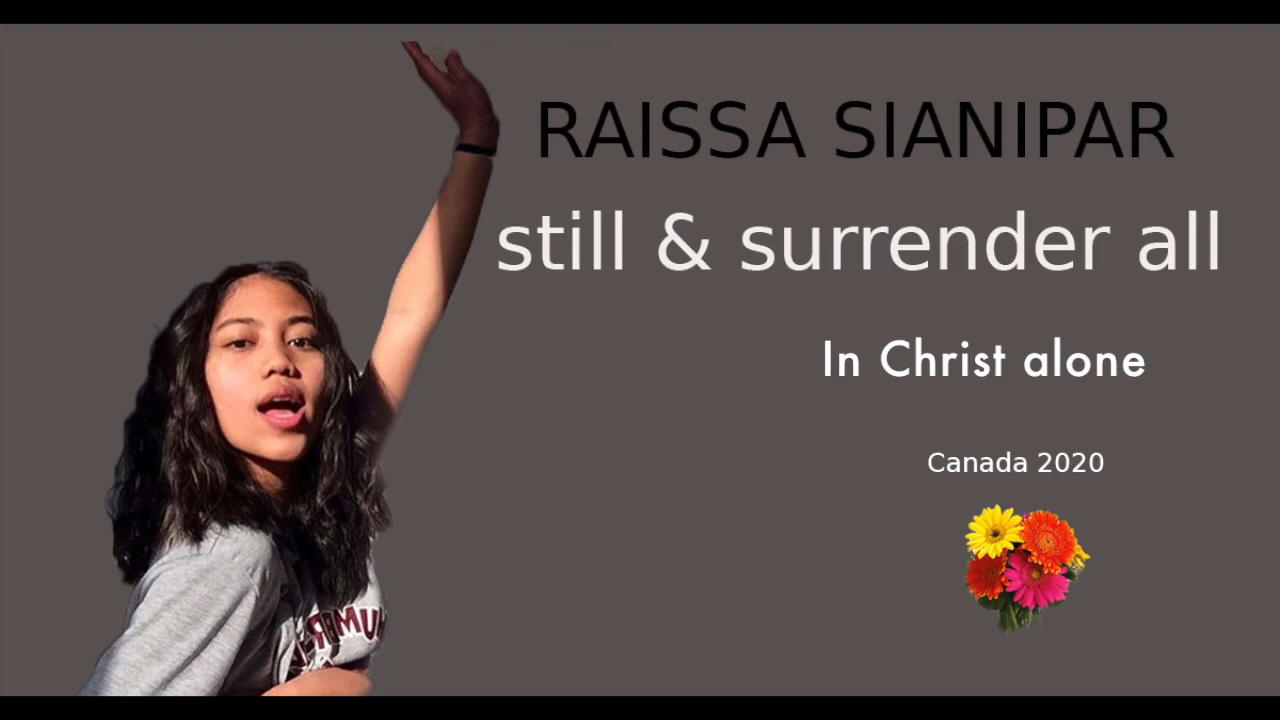 RAISSA SIANIPAR
still & surrender all
In Christ alone
Canada 2020